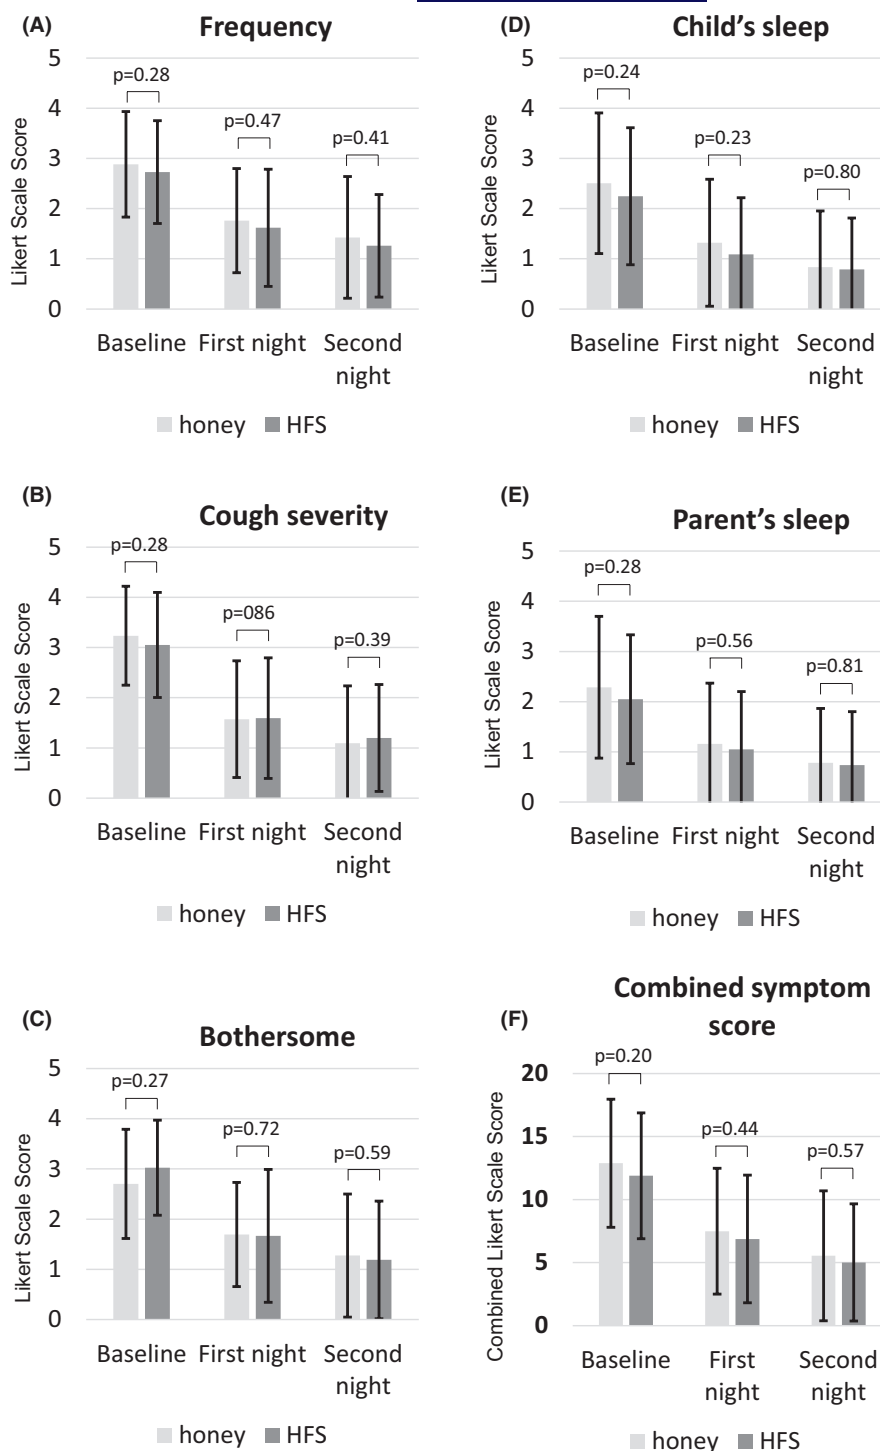 (A)
Frequency
5
4
3
2
1
0
Likert Scale Score
p=0.28
p=0.47
p=0.41
Baseline First night Second
night
honey HFS
(B)
Cough severity
5
4
3
2
1
0
Likert Scale Score
p=0.28
p=086
p=0.39
Baseline First night Second
night
honey HFS
(C)
Bothersome
5
4
3
2
1
0
Likert Scale Score
p=0.27
p=0.72
p=0.59
Baseline First night Second
night
honey HFS
(D)
Child's sleep
5
4
3
2
1
0
Likert Scale Score
p=0.24
p=0.23
p=0.80
Baseline First night Second
night
honey HFS
(E)
Parent's sleep
5
4
3
2
1
0
Likert Scale Score
p=0.28
p=0.56
p=0.81
Baseline First night Second
night
honey HFS
(F)
Combined symptom
score
20
15
10
5
0
Combined Likert Scale Score
p=0.20
p=0.44
p=0.57
Baseline First Second
night night
honey HFS